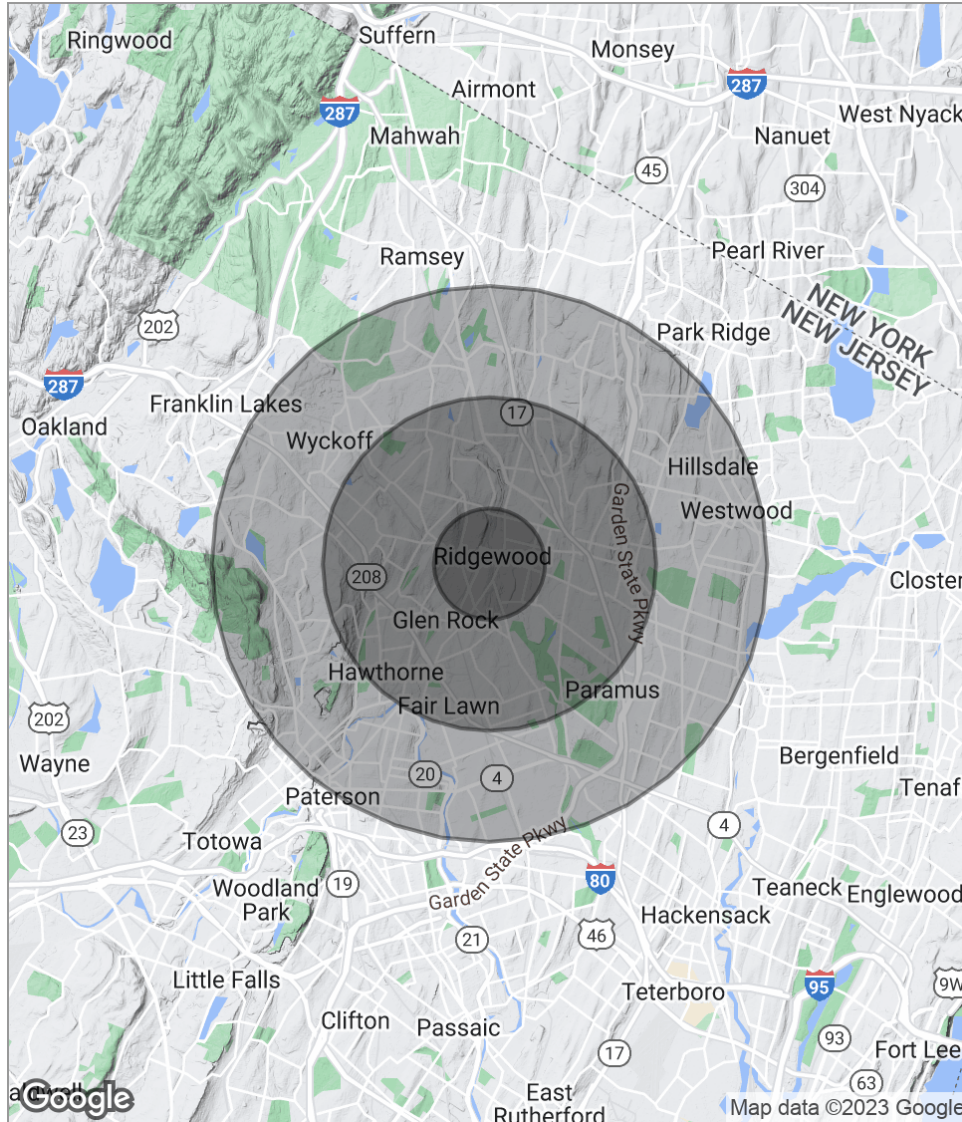 Ringwood
Suffern
Monsey
287
Airmont
287
West Nyack
Mahwah
Nanuet
45
304
Ramsey
Pearl River
202
NEW YORK
NEW JERSEY
Park Ridge
287
Franklin Lakes
17
Oakland
Wyckoff
Hillsdale
Garden State Pkwy
Westwood
Ridgewood
208
Closter
Glen Rock
Hawthorne
Paramus
Fair Lawn
202
Wayne
Bergenfield
20
4
Tenaf
Paterson
23
4
Totowa
Garden State Pkwy
19
80
Woodland
Park
Teaneck
Englewood
Hackensack
21
46
Little Falls
Teterboro
95
9W
Clifton
Passaic
93
17
Fort Lee
63
aldwell
Google
East
Rutherford
Map data ©2023 Google